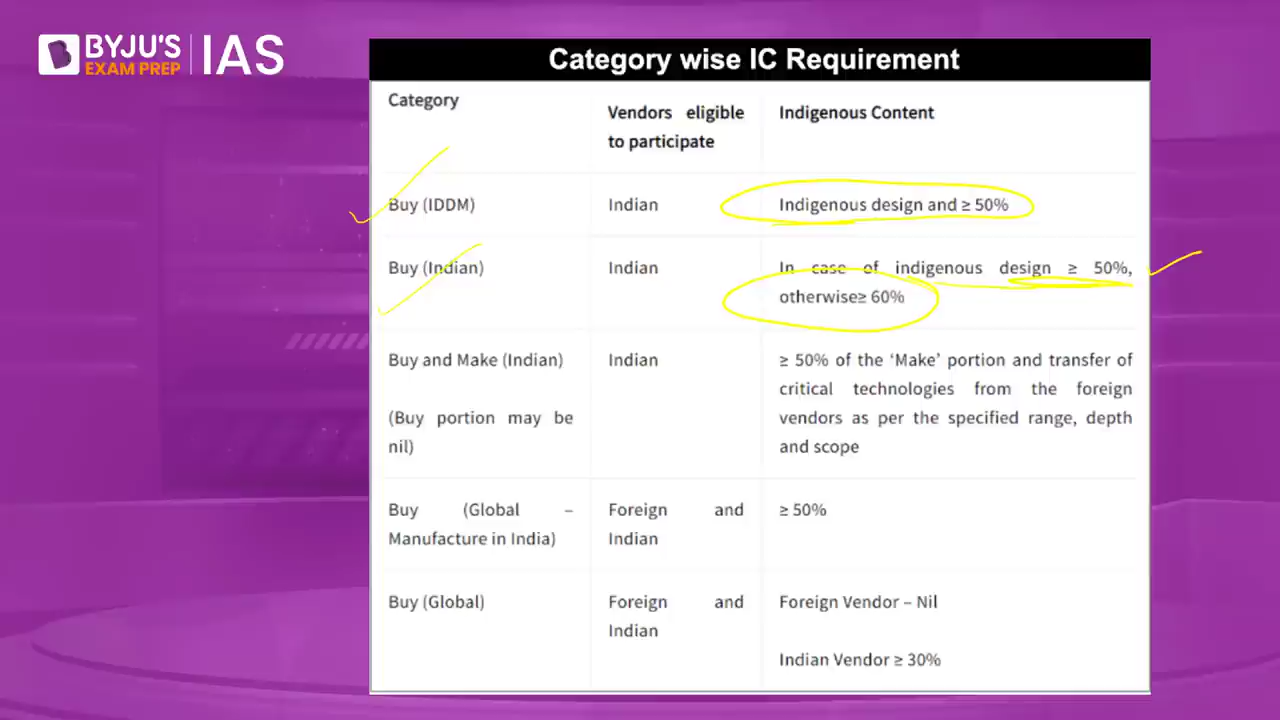 BYJU'S
EXAM PREP
IAS
Category wise IC Requirement
Category
Vendors eligible
to participate
Indigenous Content
Buy (IDDM)
Indian
Indigenous design and ≥ 50%
Buy (Indian)
Indian
In case of indigenous design ≥ 50%,
otherwise≥ 60%
Buy and Make (Indian)
(Buy portion may be
nil)
Indian
≥ 50% of the ‘Make’ portion and transfer of
critical technologies from the foreign
vendors as per the specified range, depth
and scope
Buy (Global –
Manufacture in India)
Foreign and
Indian
≥ 50%
Buy (Global)
Foreign and
Indian
Foreign Vendor – Nil
Indian Vendor ≥ 30%